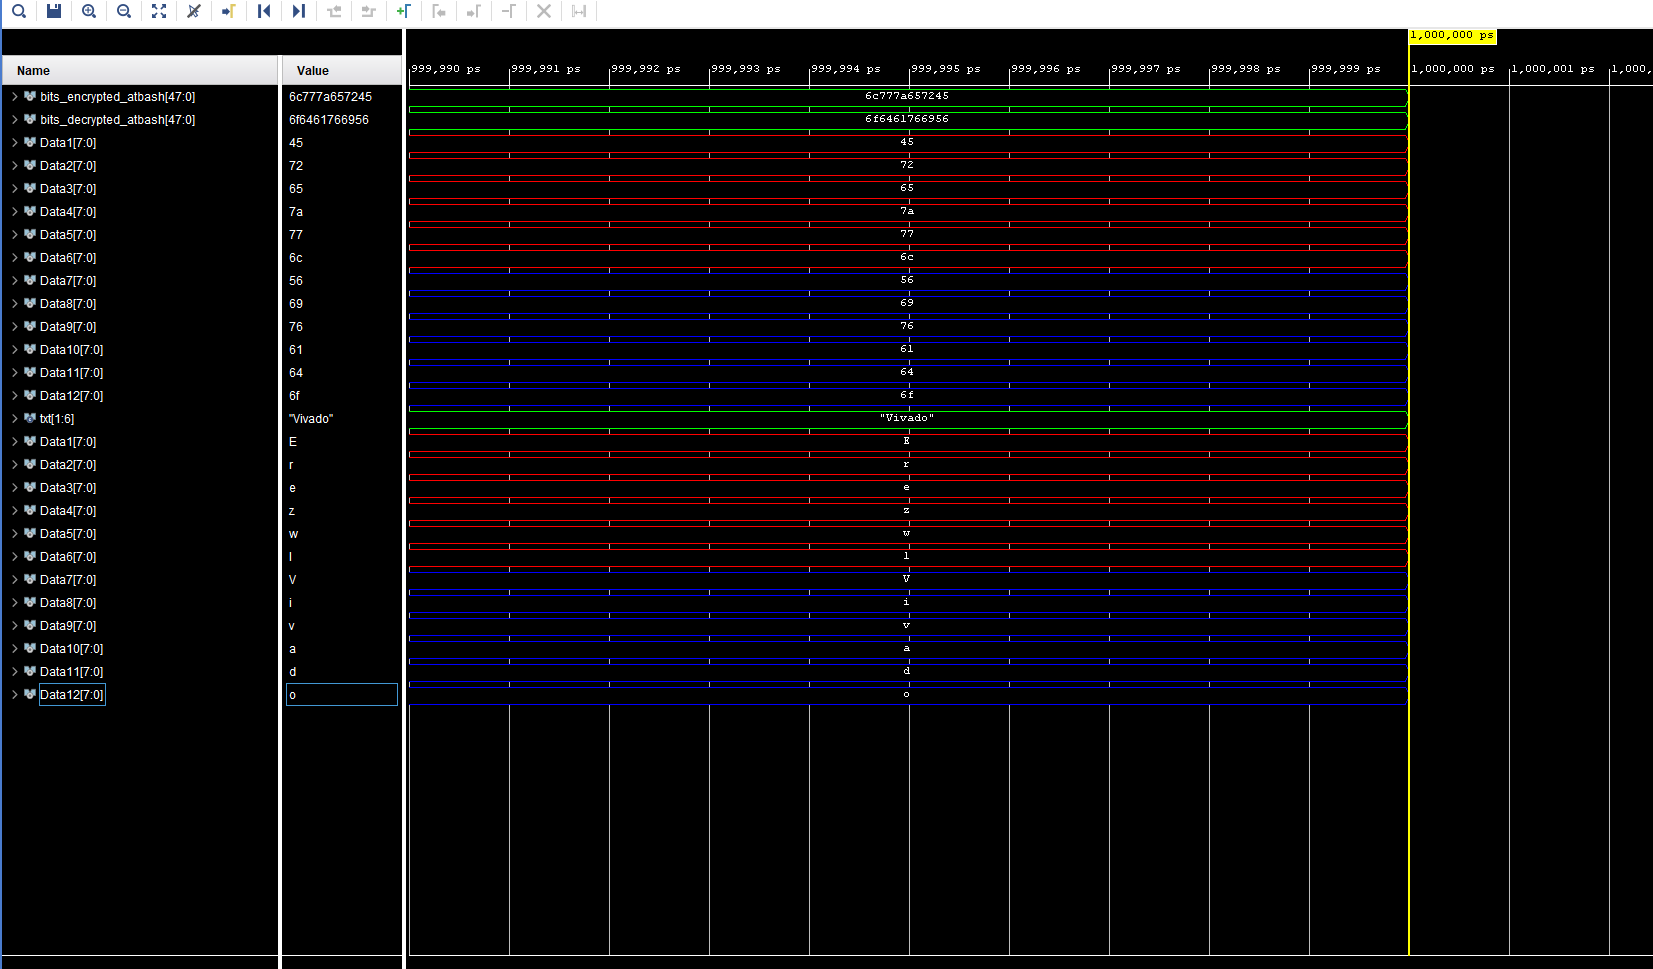 1,000,000 ps
Name Value 999,990 ps 999,991 ps 999,992 ps 999,993 ps 999,994 ps 999,995 ps 999,996 ps 999,997 ps 999,998 ps 999,999 ps 1,000,000 ps 1,000,001 ps 1,000,
bits_encrypted_atbash[47:0] 6c777a657245 6c777a657245
bits_decrypted_atbash[47:0] 6f6461766956 6f6461766956
Data1[7:0] 45 45
Data2[7:0] 72 72
Data3[7:0] 65 65
Data4[7:0] 7a 7a
Data5[7:0] 77 77
Data6[7:0] 6c 6c
Data7[7:0] 56 56
Data8[7:0] 69 69
Data9[7:0] 76 76
Data10[7:0] 61 61
Data11[7:0] 64 64
Data12[7:0] 6f 6f
txt[1:6] "Vivado" "Vivado"
Data1[7:0] E E
Data2[7:0] r r
Data3[7:0] e e
Data4[7:0] z z
Data5[7:0] w w
Data6[7:0] l l
Data7[7:0] V V
Data8[7:0] i i
Data9[7:0] v v
Data10[7:0] a a
Data11[7:0] d d
Data12[7:0] o o